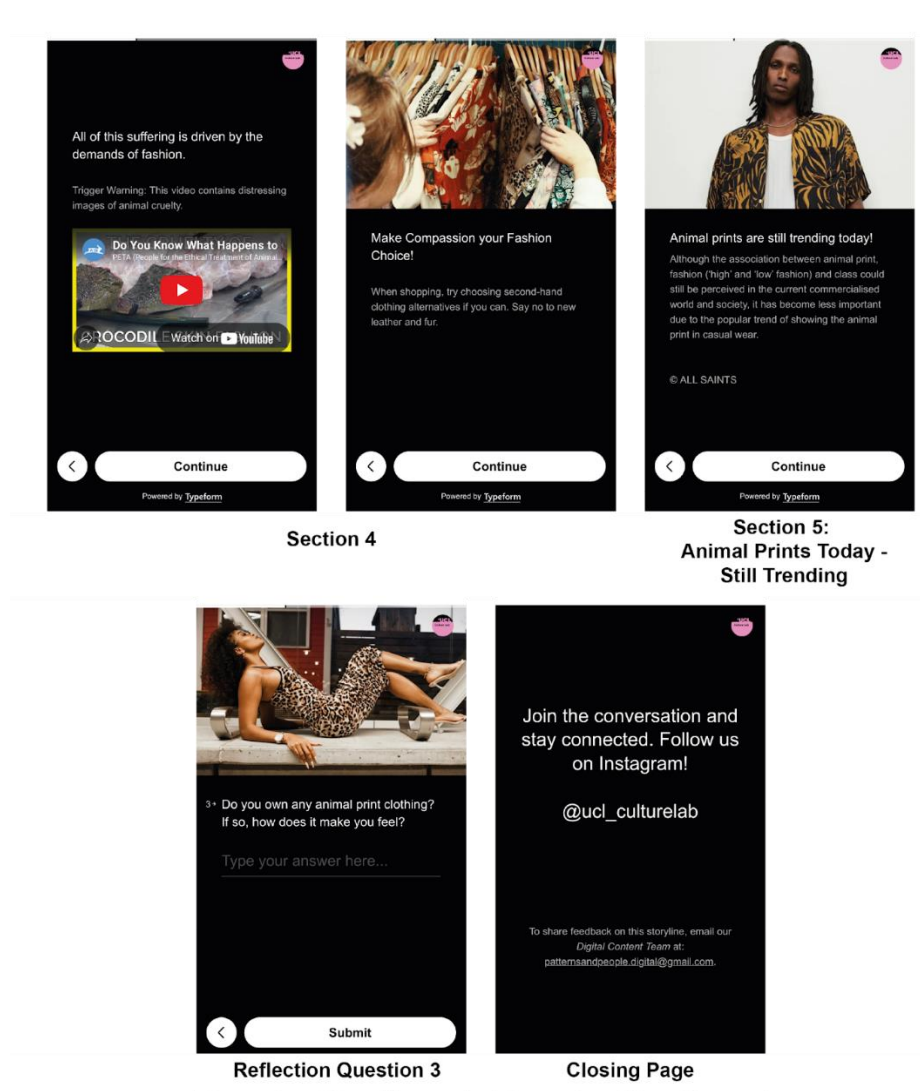 All of this suffering is driven by the
demands of fashion.
Trigger Warning: This video contains distressing
images of animal cruelty.
Do You Know What Happens to
PETA (People for the Ethical Treatment of Animal...
CROCODILE
Watch on YouTube
Continue
Powered by Typeform
UCL
Make Compassion your Fashion
Choice!
When shopping, try choosing second-hand
clothing alternatives if you can. Say no to new
leather and fur.
Continue
Powered by Typeform
UCL
Animal prints are still trending today!
Although the association between animal print,
fashion ('high' and 'low' fashion) and class could
still be perceived in the current commercialised
world and society, it has become less important
due to the popular trend of showing the animal
print in casual wear.
© ALL SAINTS
Continue
Powered by Typeform
Section 4
Section 5:
Animal Prints Today -
Still Trending
3+ Do you own any animal print clothing?
If so, how does it make you feel?
Type your answer here...
Submit
Reflection Question 3
Join the conversation and
stay connected. Follow us
on Instagram!
@ucl_culturelab
To share feedback on this storyline, email our
Digital Content Team at:
patternsandpeople.digital@gmail.com.
Closing Page